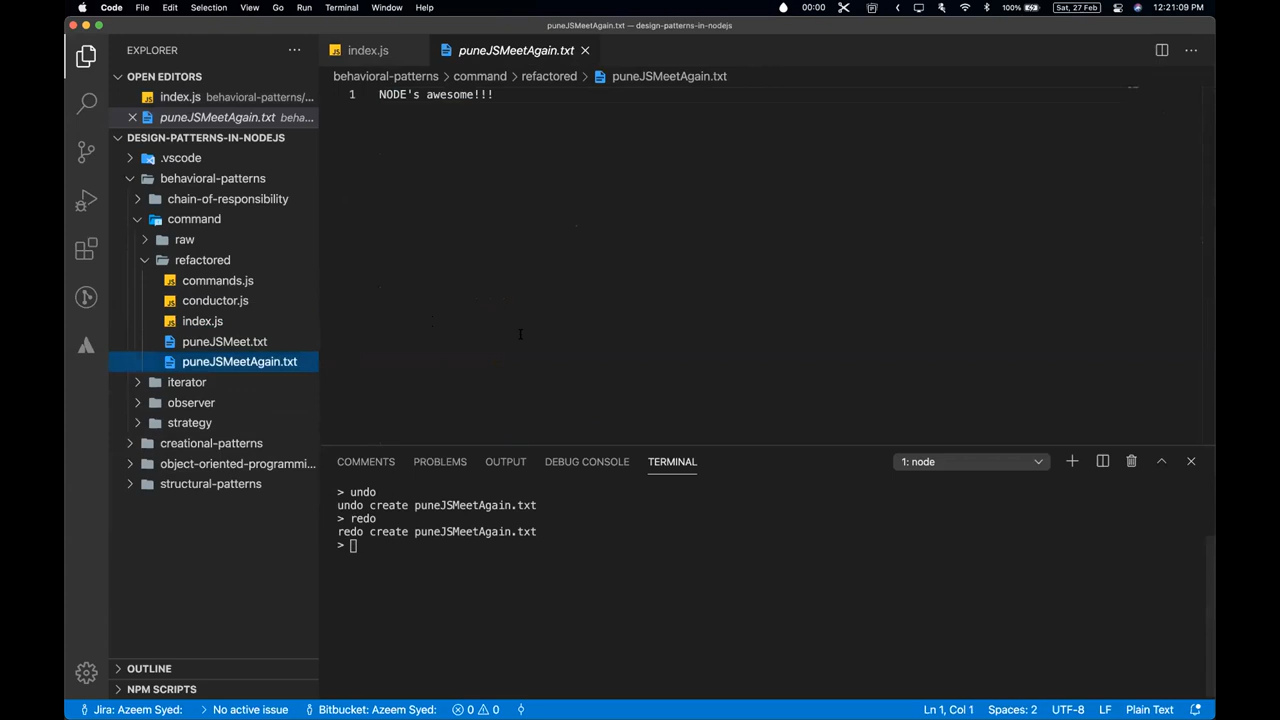 Code File Edit Selection View Go Run Terminal Window Help 00:00 100% Sat, 27 Feb 12:21:09 PM
puneJSMeetAgain.txt — design-patterns-in-nodejs
EXPLORER
index.js
puneJSMeetAgain.txt
OPEN EDITORS
behavioral-patterns > command > refactored > puneJSMeetAgain.txt
index.js behavioral-patterns/...
1 NODE's awesome!!!
puneJSMeetAgain.txt beha...
DESIGN-PATTERNS-IN-NODEJS
.vscode
behavioral-patterns
chain-of-responsibility
command
raw
refactored
commands.js
conductor.js
index.js
puneJSMeet.txt
puneJSMeetAgain.txt
iterator
observer
strategy
creational-patterns
object-oriented-programmi...
structural-patterns
OUTLINE
NPM SCRIPTS
COMMENTS PROBLEMS OUTPUT DEBUG CONSOLE TERMINAL 1: node
> undo
undo create puneJSMeetAgain.txt
> redo
redo create puneJSMeetAgain.txt
>
Jira: Azeem Syed: No active issue Bitbucket: Azeem Syed: 0 0 Ln 1, Col 1 Spaces: 2 UTF-8 LF Plain Text